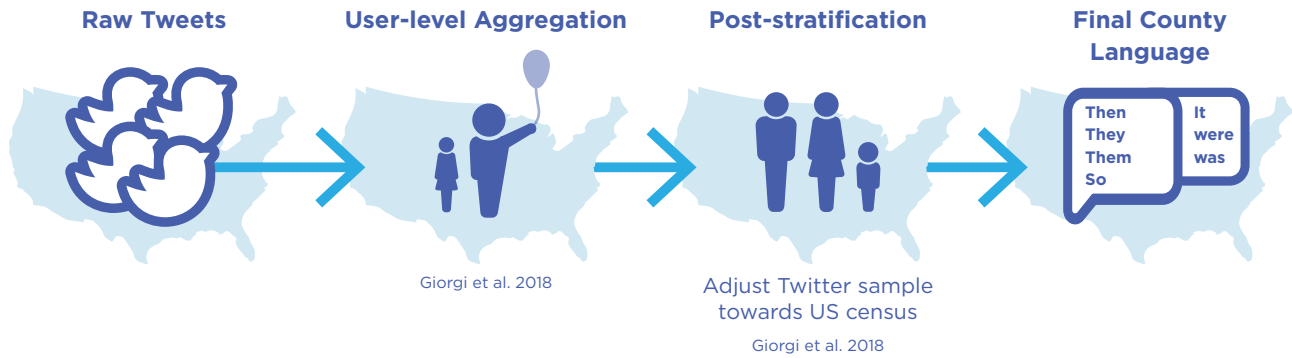 Raw Tweets
User-level Aggregation
Giorgi et al. 2018
Post-stratification
Adjust Twitter sample
towards US census
Giorgi et al. 2018
Final County
Language
Then
They
Them
So
It
were
was